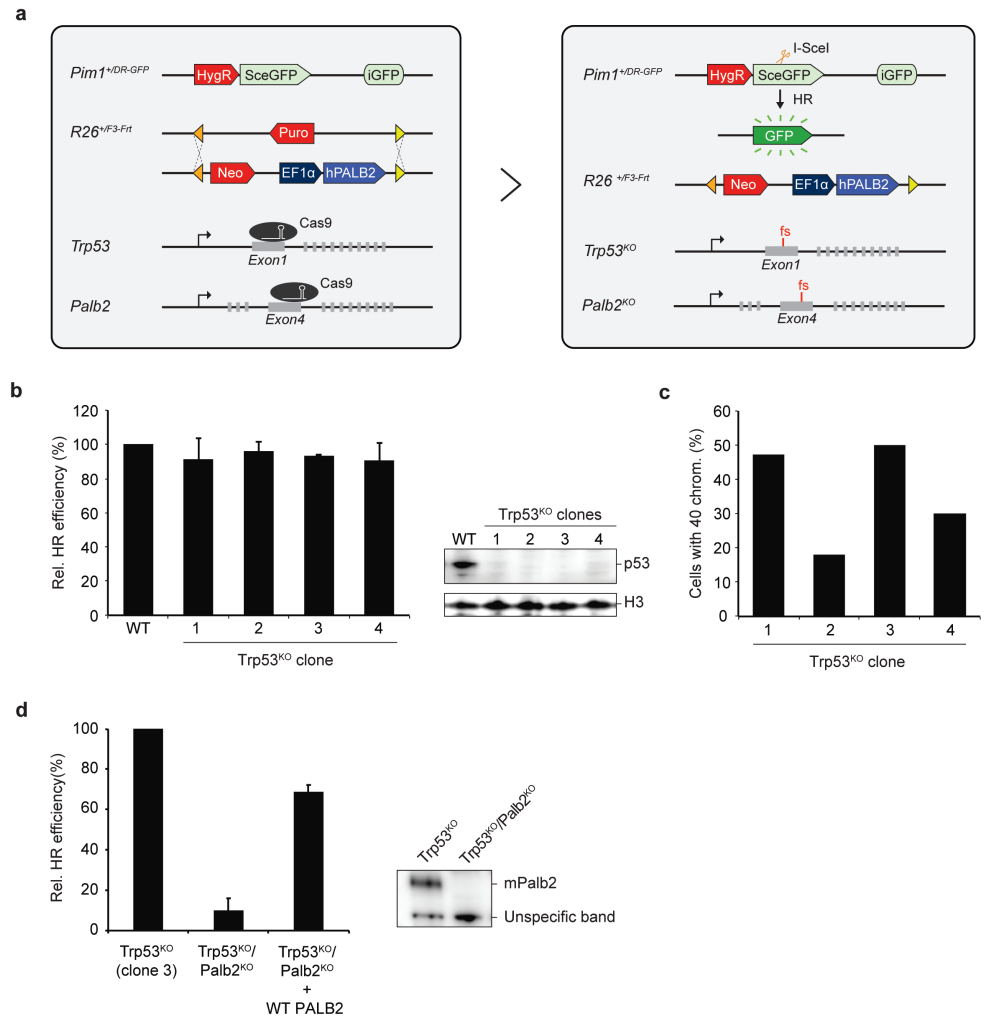 a
Pim1+/DR-GFP
HygR
SceGFP
iGFP
R26+/F3-Frt
Puro
Neo
EF1α
hPALB2
Trp53
Cas9
Exon1
Palb2
Cas9
Exon4
>
I-SceI
Pim1+/DR-GFP
HygR
SceGFP
iGFP
HR
GFP
R26 +/F3-Frt
Neo
EF1α
hPALB2
fs
Trp53KO
Exon1
fs
Palb2KO
Exon4
b
Rel. HR efficiency (%)
120
100
80
60
40
20
0
WT
1
2
3
4
Trp53KO clone
Trp53KO clones
WT
1
2
3
4
p53
H3
c
Cells with 40 chrom. (%)
60
50
40
30
20
10
0
1
2
3
4
Trp53KO clone
d
Rel. HR efficiency(%)
100
80
60
40
20
0
Trp53KO
(clone 3)
Trp53KO/
Palb2KO
Trp53KO/
Palb2KO
+
WT PALB2
Trp53KO
Trp53KO/Palb2KO
mPalb2
Unspecific band